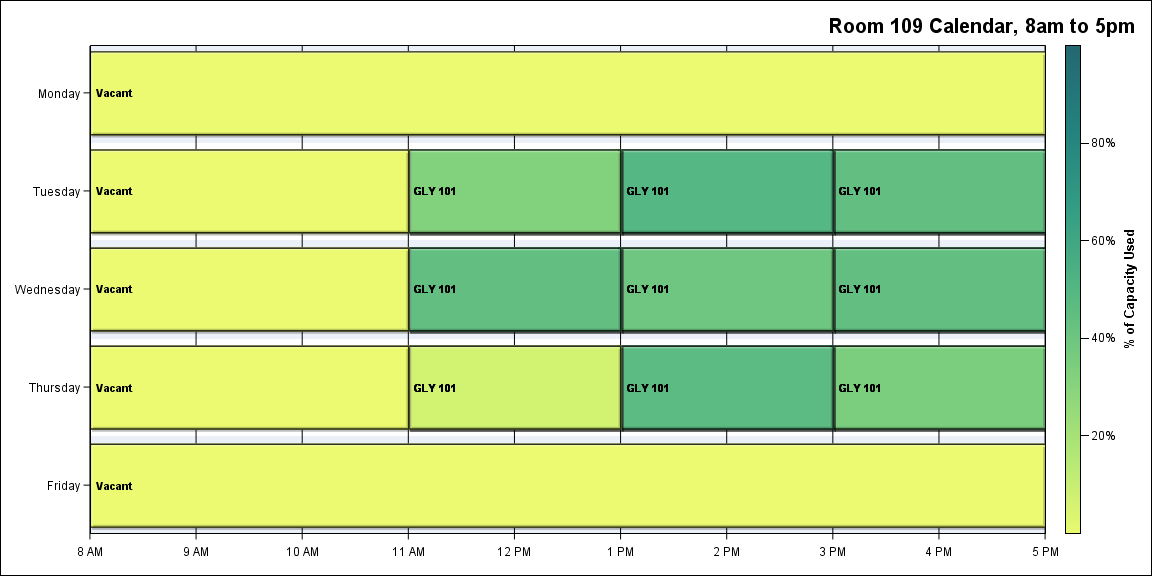 Room 109 Calendar, 8am to 5pm
Monday
Vacant
Tuesday
Vacant
GLY 101
GLY 101
GLY 101
Wednesday
Vacant
GLY 101
GLY 101
GLY 101
Thursday
Vacant
GLY 101
GLY 101
GLY 101
Friday
Vacant
8 AM
9 AM
10 AM
11 AM
12 PM
1 PM
2 PM
3 PM
4 PM
5 PM
80%
60%
40%
20%
% of Capacity Used